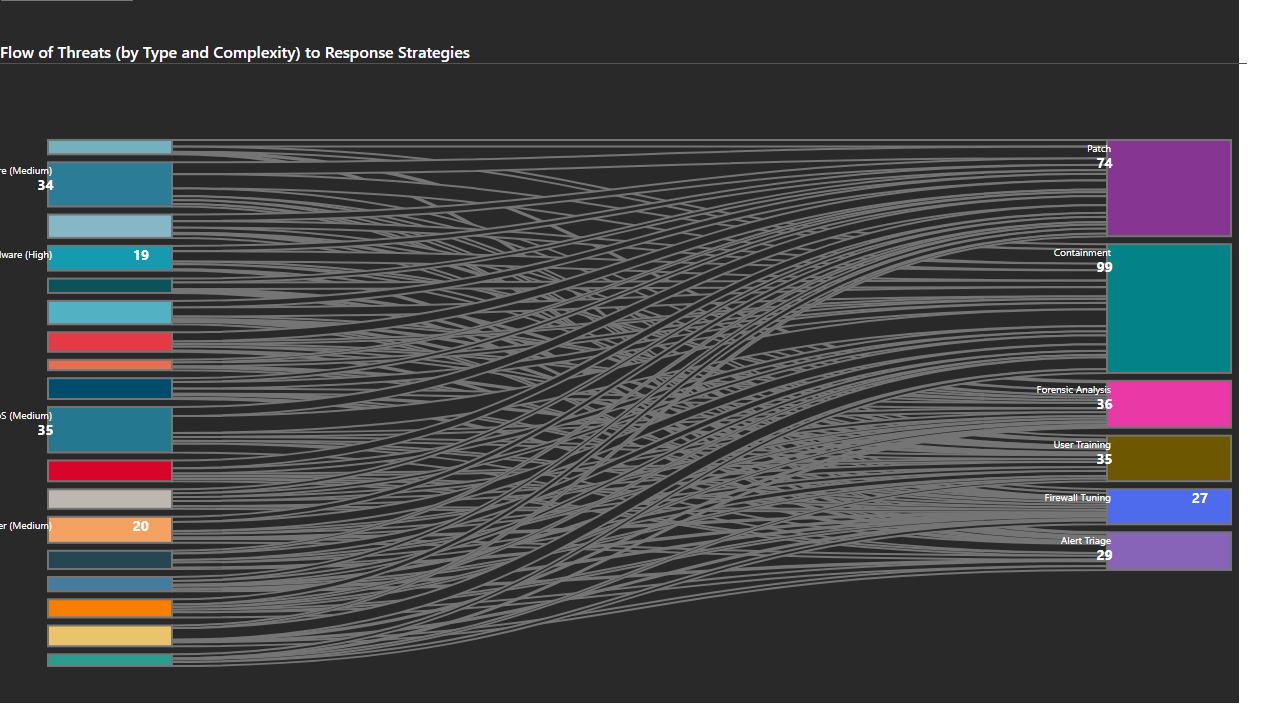 Flow of Threats (by Type and Complexity) to Response Strategies
re (Medium)
34
lware (High)
19
oS (Medium)
35
er (Medium)
20
Patch
74
Containment
99
Forensic Analysis
36
User Training
35
Firewall Tuning
27
Alert Triage
29